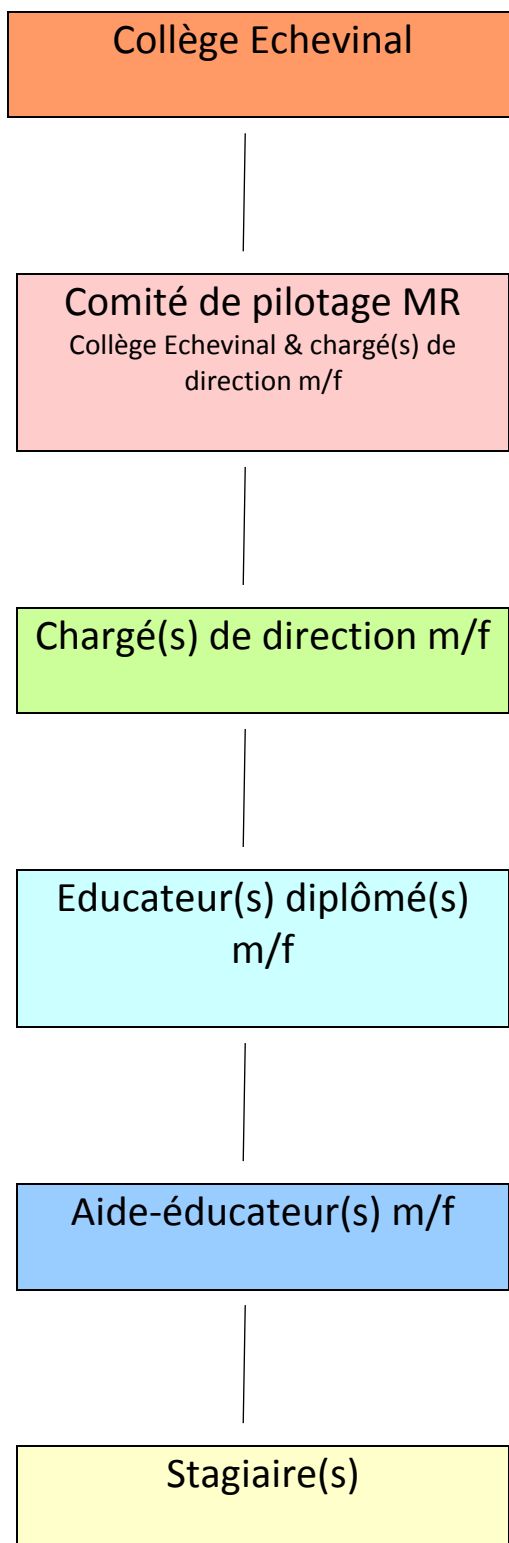 Collège Echevinal
Comité de pilotage MR
Collège Echevinal & chargé(s) de
direction m/f
Chargé(s) de direction m/f
Educateur(s) diplômé(s)
m/f
Aide-éducateur(s) m/f
Stagiaire(s)